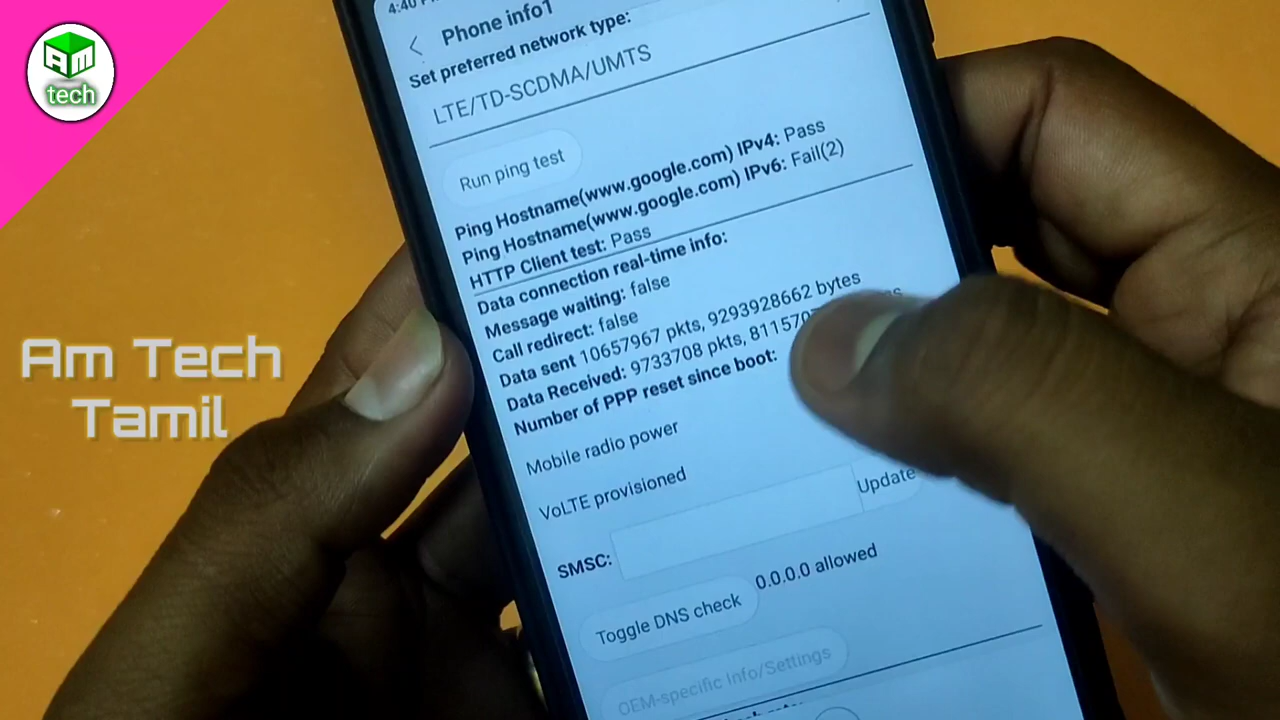 4:40
Phone info1
Set preferred network type:
LTE/TD-SCDMA/UMTS
Run ping test
Ping Hostname(www.google.com) IPv4: Pass
Ping Hostname(www.google.com) IPv6: Fail(2)
HTTP Client test: Pass
Data connection real-time info:
Message waiting: false
Call redirect: false
Data sent 10657967 pkts, 9293928662 bytes
Data Received: 9733708 pkts,
Number of PPP reset since boot:
Mobile radio power
VoLTE provisioned
SMSC:
Update
Toggle DNS check
0.0.0.0 allowed
OEM-specific Info/Settings
Am
tech
Am Tech
Tamil